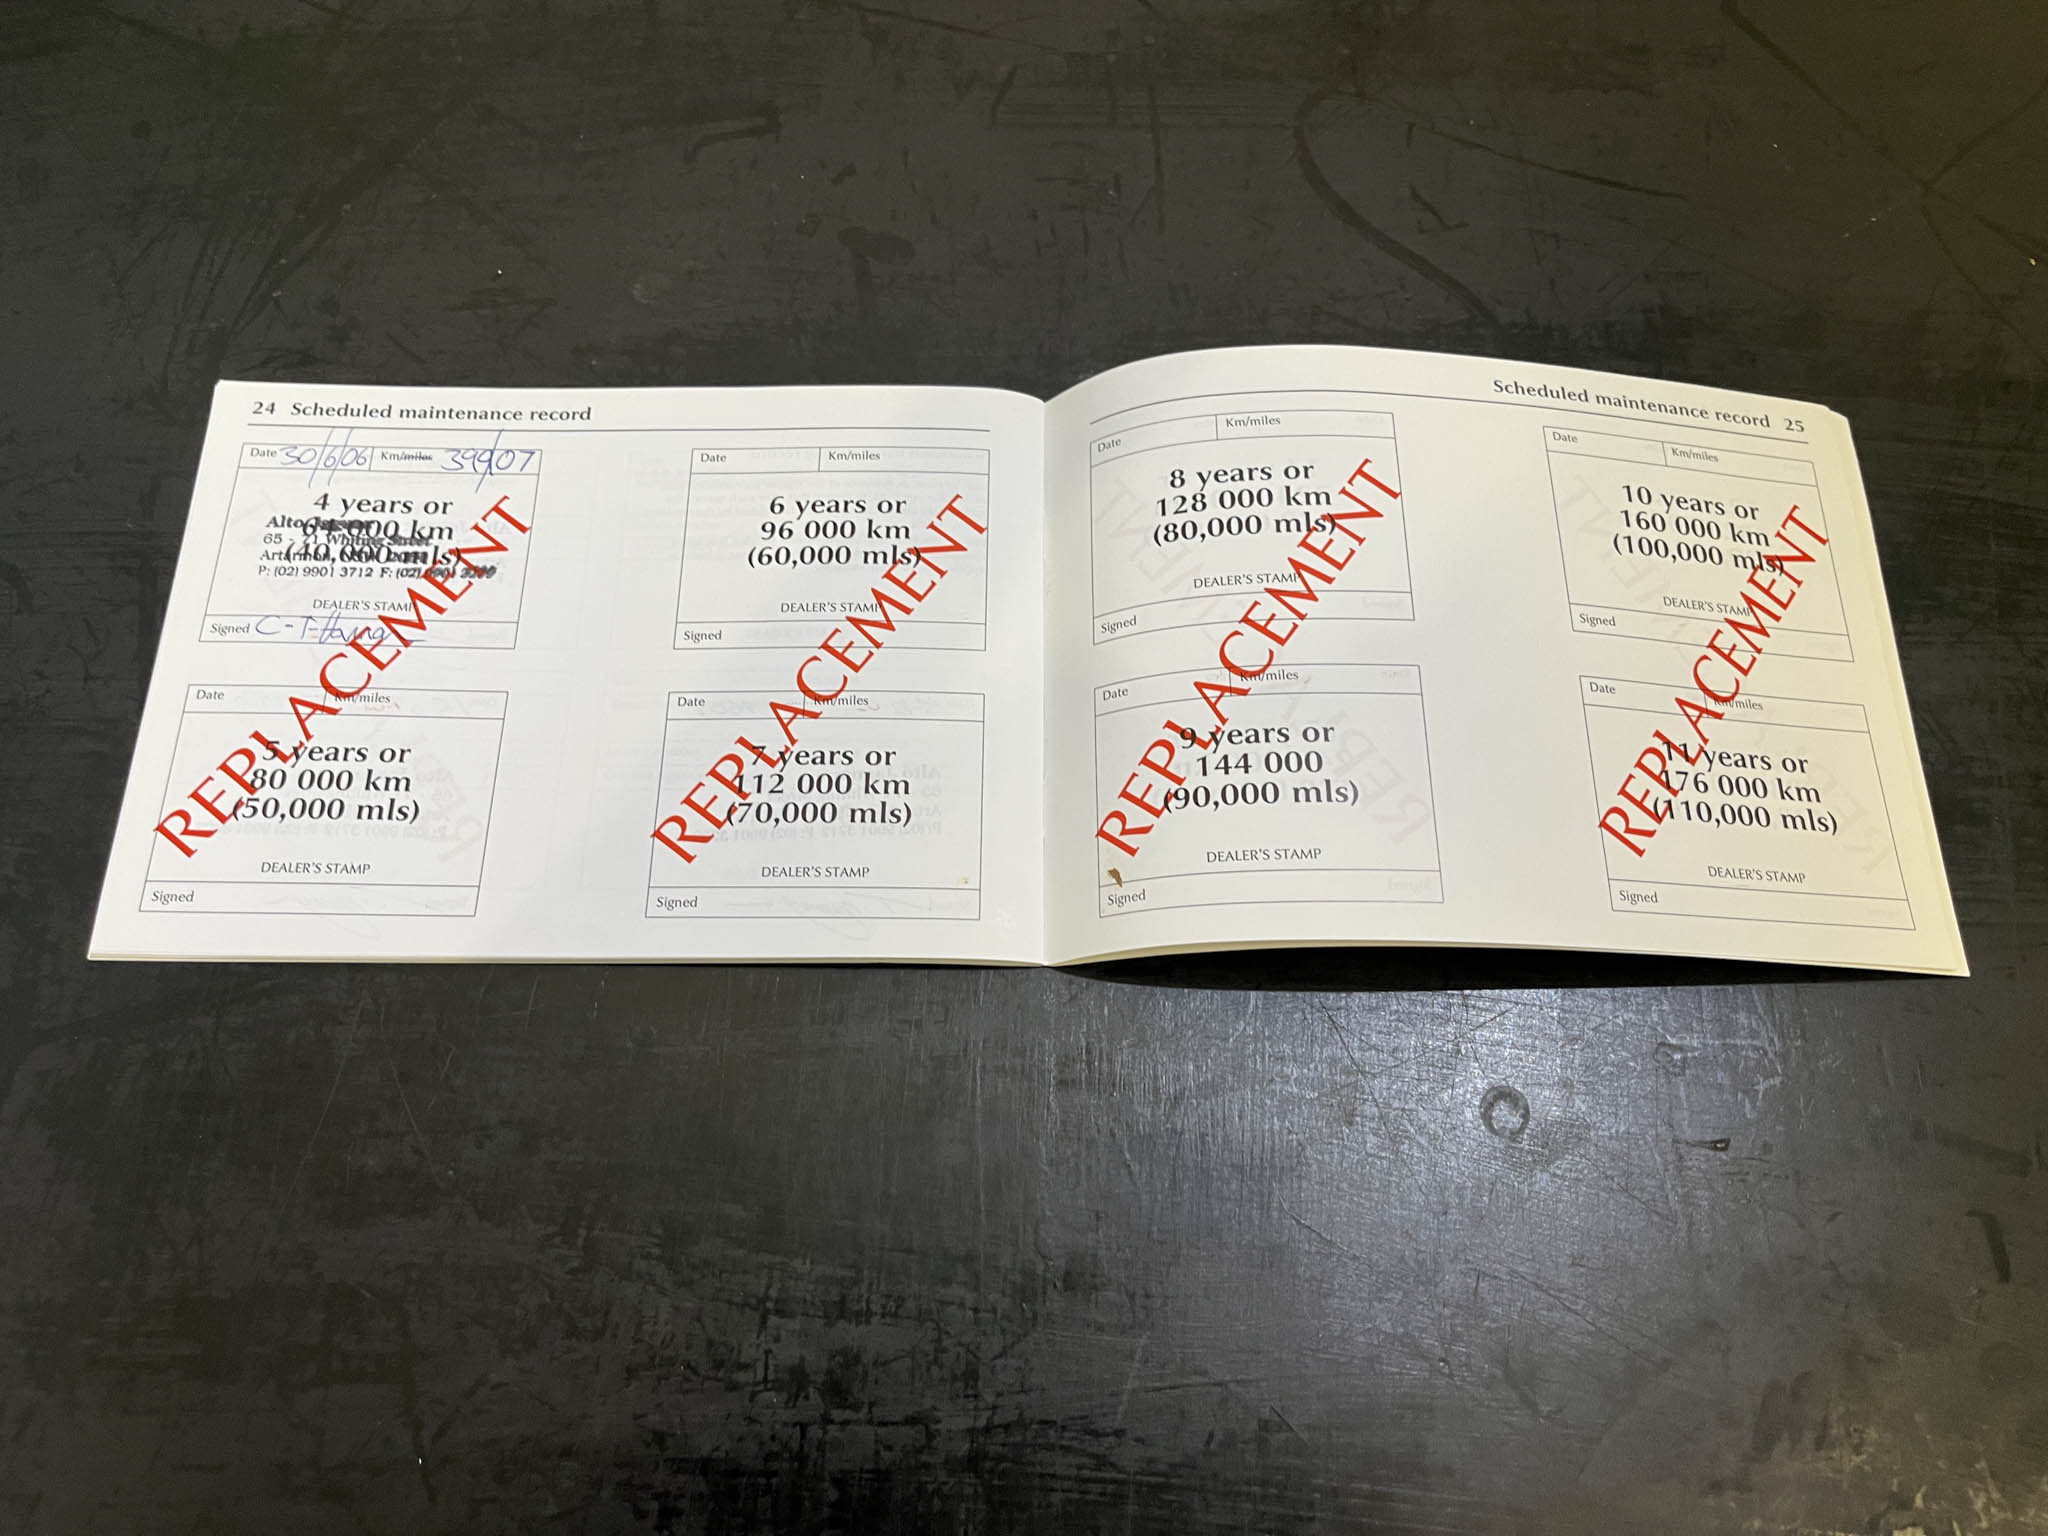 24 Scheduled maintenance record
Date 30/6/06 Km/miles 39907
4 years or
64 000 km
(40,000 mls)
Alto
65 - 71 Whiting Street
Artarmon
P: (02) 9901 3712 F: (02) 9901
DEALER'S STAMP
Signed
REPLACEMENT
Date Km/miles
5 years or
80 000 km
(50,000 mls)
DEALER'S STAMP
Signed
Date Km/miles
6 years or
96 000 km
(60,000 mls)
DEALER'S STAMP
Signed
REPLACEMENT
Date Km/miles
7 years or
112 000 km
(70,000 mls)
DEALER'S STAMP
Signed
Scheduled maintenance record 25
Date Km/miles
8 years or
128 000 km
(80,000 mls)
DEALER'S STAMP
Signed
REPLACEMENT
Date Km/miles
9 years or
144 000
(90,000 mls)
DEALER'S STAMP
Signed
Date Km/miles
10 years or
160 000 km
(100,000 mls)
DEALER'S STAMP
Signed
REPLACEMENT
Date Km/miles
11 years or
176 000 km
(110,000 mls)
DEALER'S STAMP
Signed